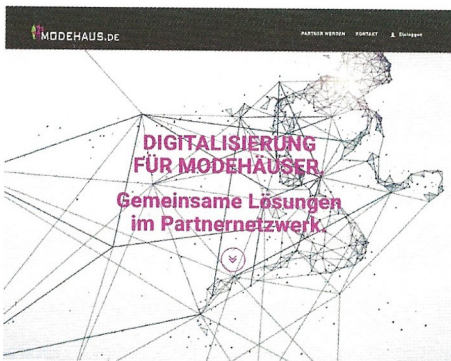 MODEHAUS.DE
PARTNER WERDEN KONTAKT Einloggen
DIGITALISIERUNG
FÜR MODEHÄUSER.
Gemeinsame Lösungen
im Partnernetzwerk.